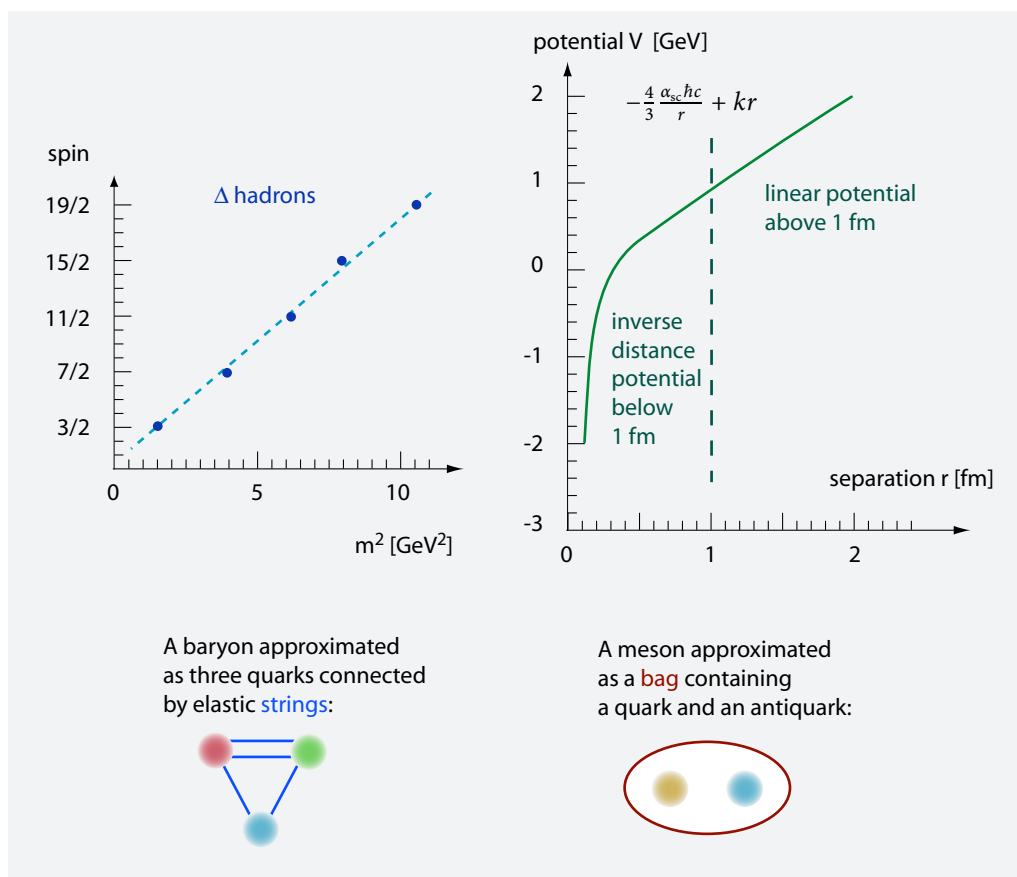 spin
Δ hadrons
19/2
15/2
11/2
7/2
3/2
0
5
10
m² [GeV²]
potential V [GeV]
−4/3 α_sc ħc/r + kr
2
1
0
-1
-2
-3
linear potential
above 1 fm
inverse
distance
potential
below
1 fm
separation r [fm]
0
1
2
A baryon approximated
as three quarks connected
by elastic strings:
A meson approximated
as a bag containing
a quark and an antiquark: